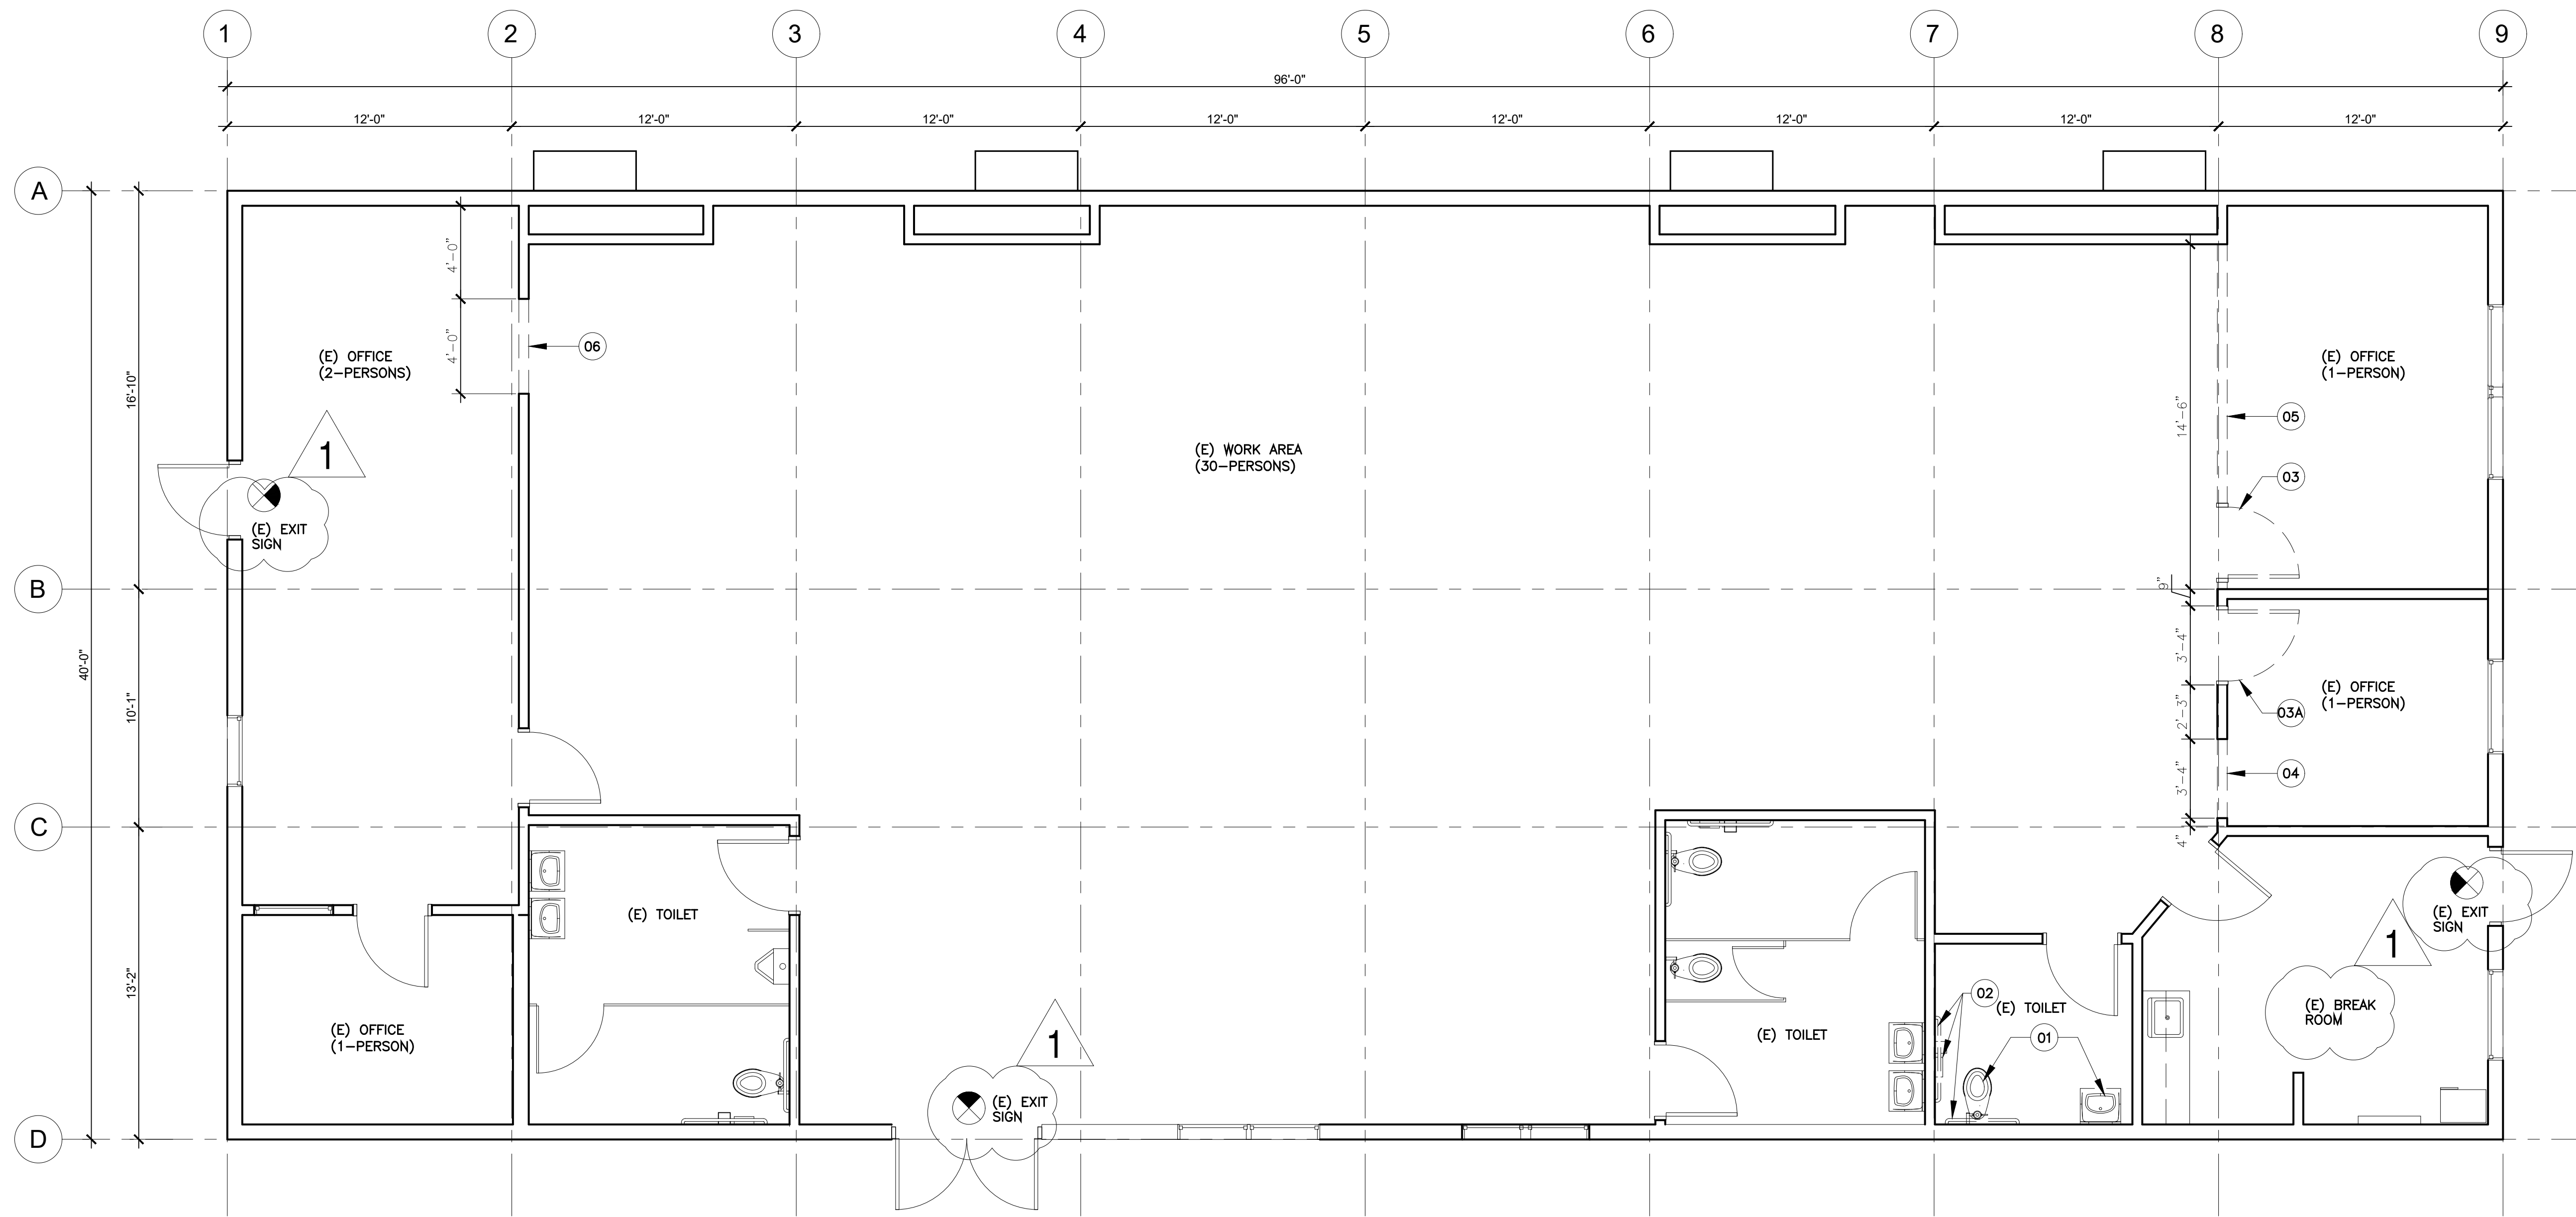 1 2 3 4 5 6 7 8 9
96'-0"
12'-0" 12'-0" 12'-0" 12'-0" 12'-0" 12'-0" 12'-0" 12'-0"
A
B
C
D
40'-0"
16'-10"
10'-1"
13'-2"
4'-0"
4'-0"
06
(E) OFFICE
(2-PERSONS)
1
(E) EXIT
SIGN
(E) WORK AREA
(30-PERSONS)
(E) OFFICE
(1-PERSON)
14'-6"
05
03
9"
3'-4"
2'-3"
3'-4"
4"
(E) OFFICE
(1-PERSON)
03A
04
(E) TOILET
(E) OFFICE
(1-PERSON)
1
(E) EXIT
SIGN
(E) TOILET
02
(E) TOILET
01
(E) EXIT
SIGN
1
(E) BREAK
ROOM